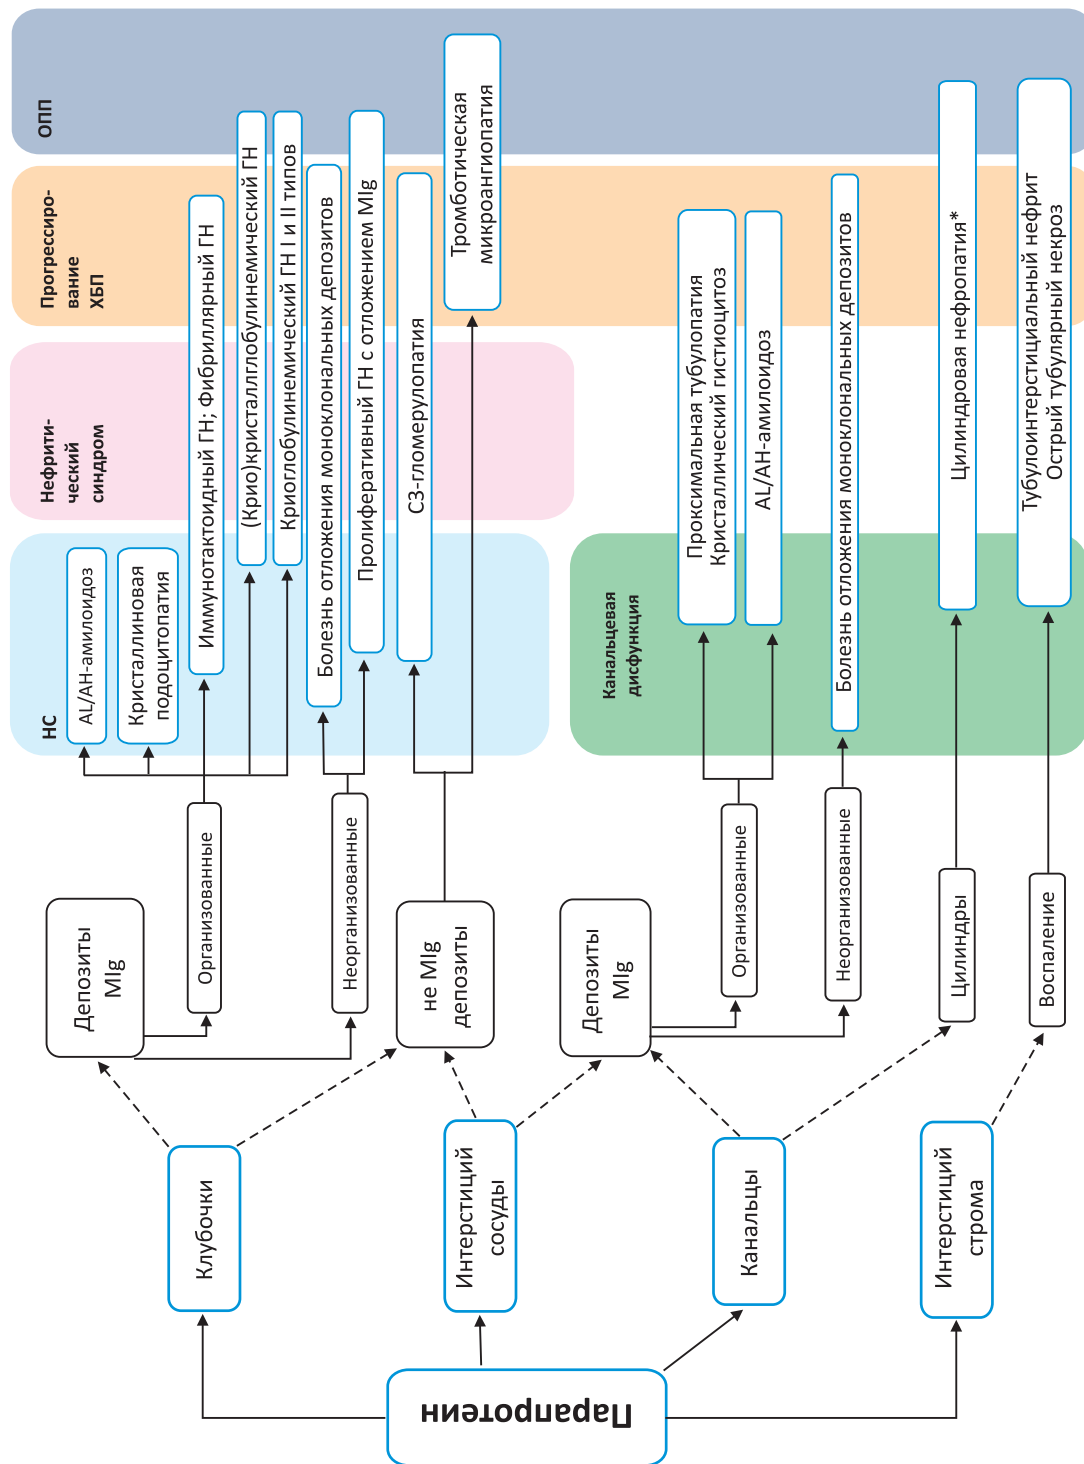 Парапротеин
Клубочки
Интерстиций
сосуды
Канальцы
Интерстиций
строма
Депозиты
MIg
Организованные
Неорганизованные
не MIg
депозиты
Депозиты
MIg
Организованные
Неорганизованные
Цилиндры
Воспаление
НС
Нефрити-
ческий
синдром
Прогрессиро-
вание
ХБП
ОПП
AL/AH-амилоидоз
Кристаллиновая
подоцитопатия
Иммунотактоидный ГН; Фибриллярный ГН
(Крио)кристаллглобулинемический ГН
Криоглобулинемический ГН I и II типов
Болезнь отложения моноклональных депозитов
Пролиферативный ГН с отложением MIg
С3-гломерулопатия
Тромботическая
микроангиопатия
Канальцевая
дисфункция
Проксимальная тубулопатия
Кристаллический гистиоцитоз
AL/AH-амилоидоз
Болезнь отложения моноклональных депозитов
Цилиндровая нефропатия*
Тубулоинтерстициальный нефрит
Острый тубулярный некроз